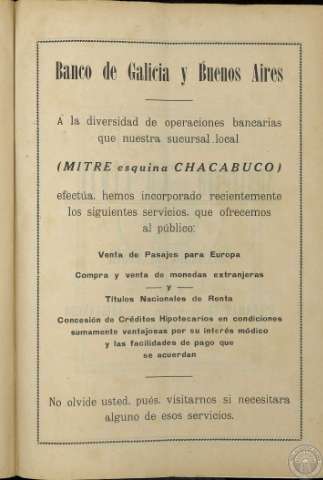 Banco de Galicia y Buenos Aires
A la diversidad de operaciones bancarias
que nuestra sucursal local
(MITRE esquina CHACABUCO)
efectúa, hemos incorporado recientemente
los siguientes servicios, que ofrecemos
al público:
Venta de Pasajes para Europa
Compra y venta de monedas extranjeras
— y —
Títulos Nacionales de Renta
Concesión de Créditos Hipotecarios en condiciones
sumamente ventajosas por su interés módico
y las facilidades de pago que
se acuerdan
No olvide usted, pués, visitarnos si necesitara
alguno de esos servicios.